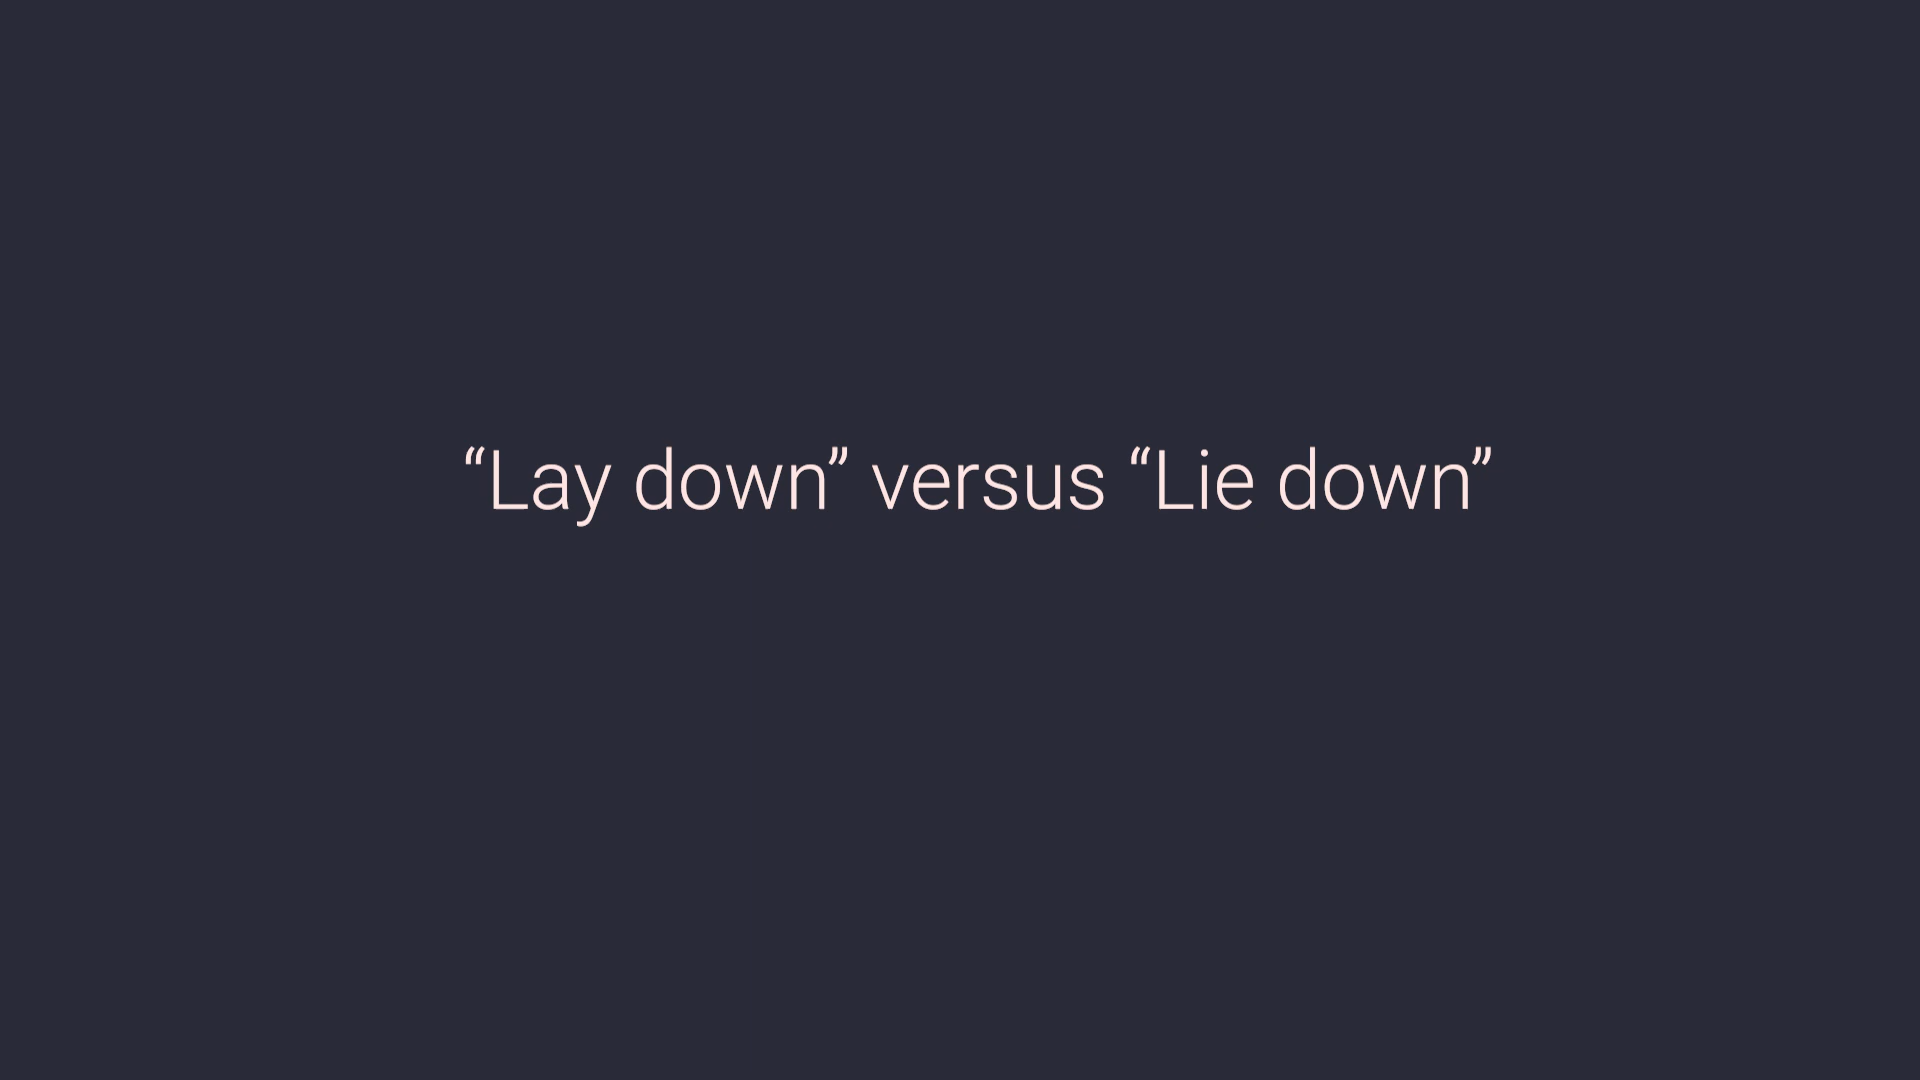 “Lay down” versus “Lie down”